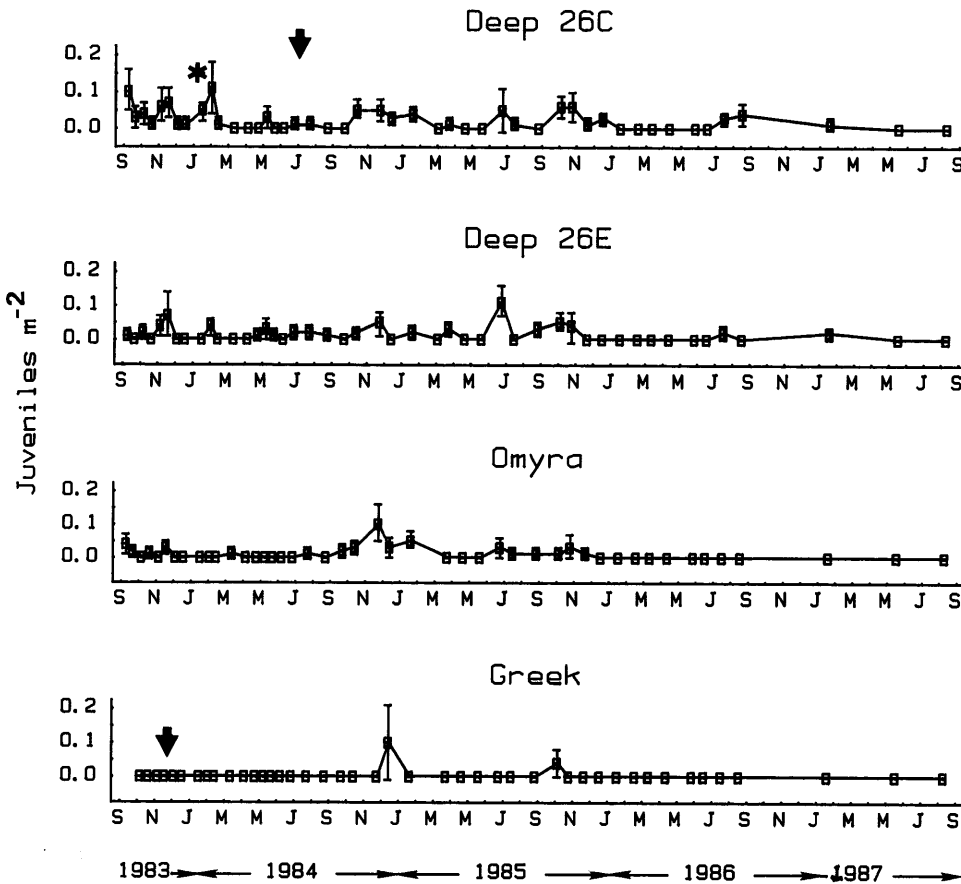 Deep 26C
0.2
0.1
0.0
S N J M M J S N J M M J S N J M M J S N J M M J S
Deep 26E
0.2
0.1
0.0
S N J M M J S N J M M J S N J M M J S N J M M J S
Juveniles m-2
Omyra
0.2
0.1
0.0
S N J M M J S N J M M J S N J M M J S N J M M J S
Greek
0.2
0.1
0.0
S N J M M J S N J M M J S N J M M J S N J M M J S
1983 1984 1985 1986 1987